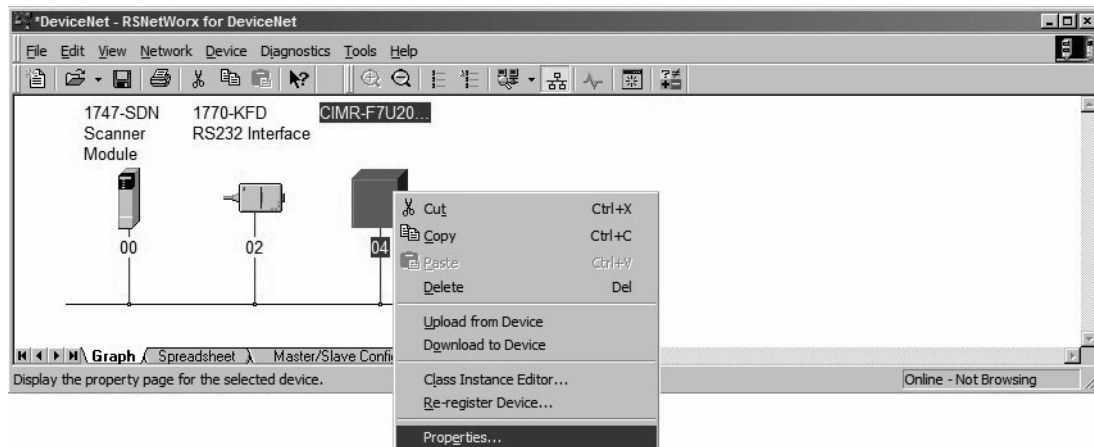 *DeviceNet - RSNetWorx for DeviceNet
File Edit View Network Device Diagnostics Tools Help
1747-SDN 1770-KFD CIMR-F7U20...
Scanner RS232 Interface
Module
00 02 04
Cut Ctrl+X
Copy Ctrl+C
Paste Ctrl+V
Delete Del
Upload from Device
Download to Device
Class Instance Editor...
Re-register Device...
Properties...
Graph Spreadsheet Master/Slave Confi
Display the property page for the selected device. Online - Not Browsing